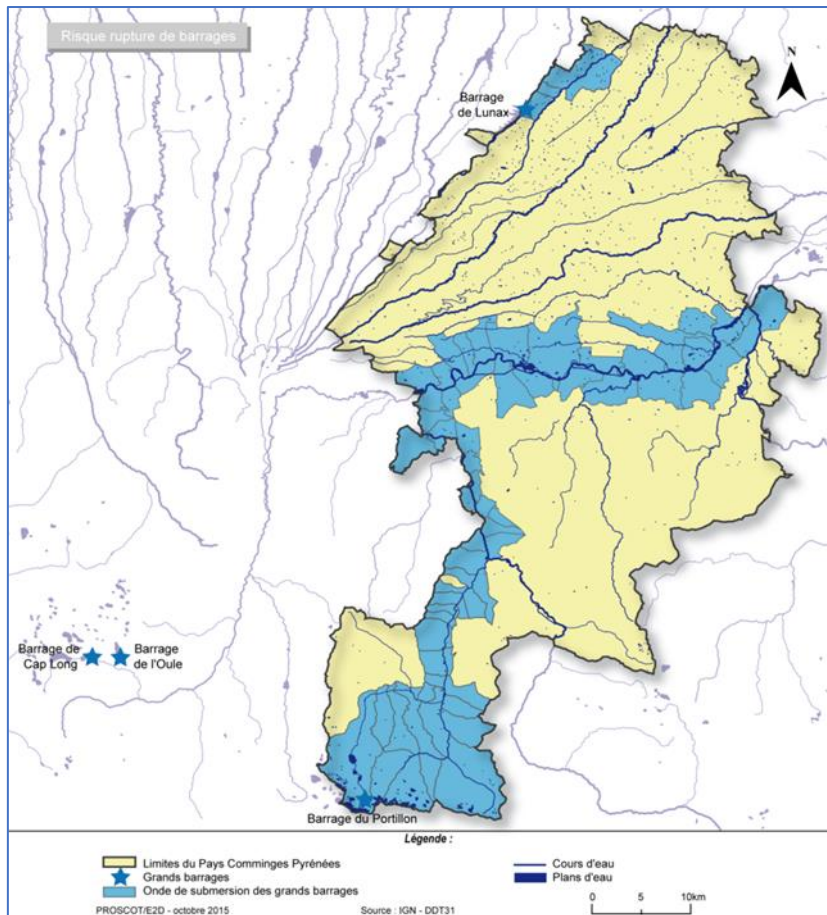 Risque rupture de barrages
N
Barrage
de Lunax
Barrage de
Cap Long
Barrage
de l'Oule
Barrage du Portillon
Légende :
Limites du Pays Comminges Pyrénées
Grands barrages
Onde de submersion des grands barrages
Cours d'eau
Plans d'eau
PROSCOT/E2D - octobre 2015
Source : IGN - DDT31
0 5 10km